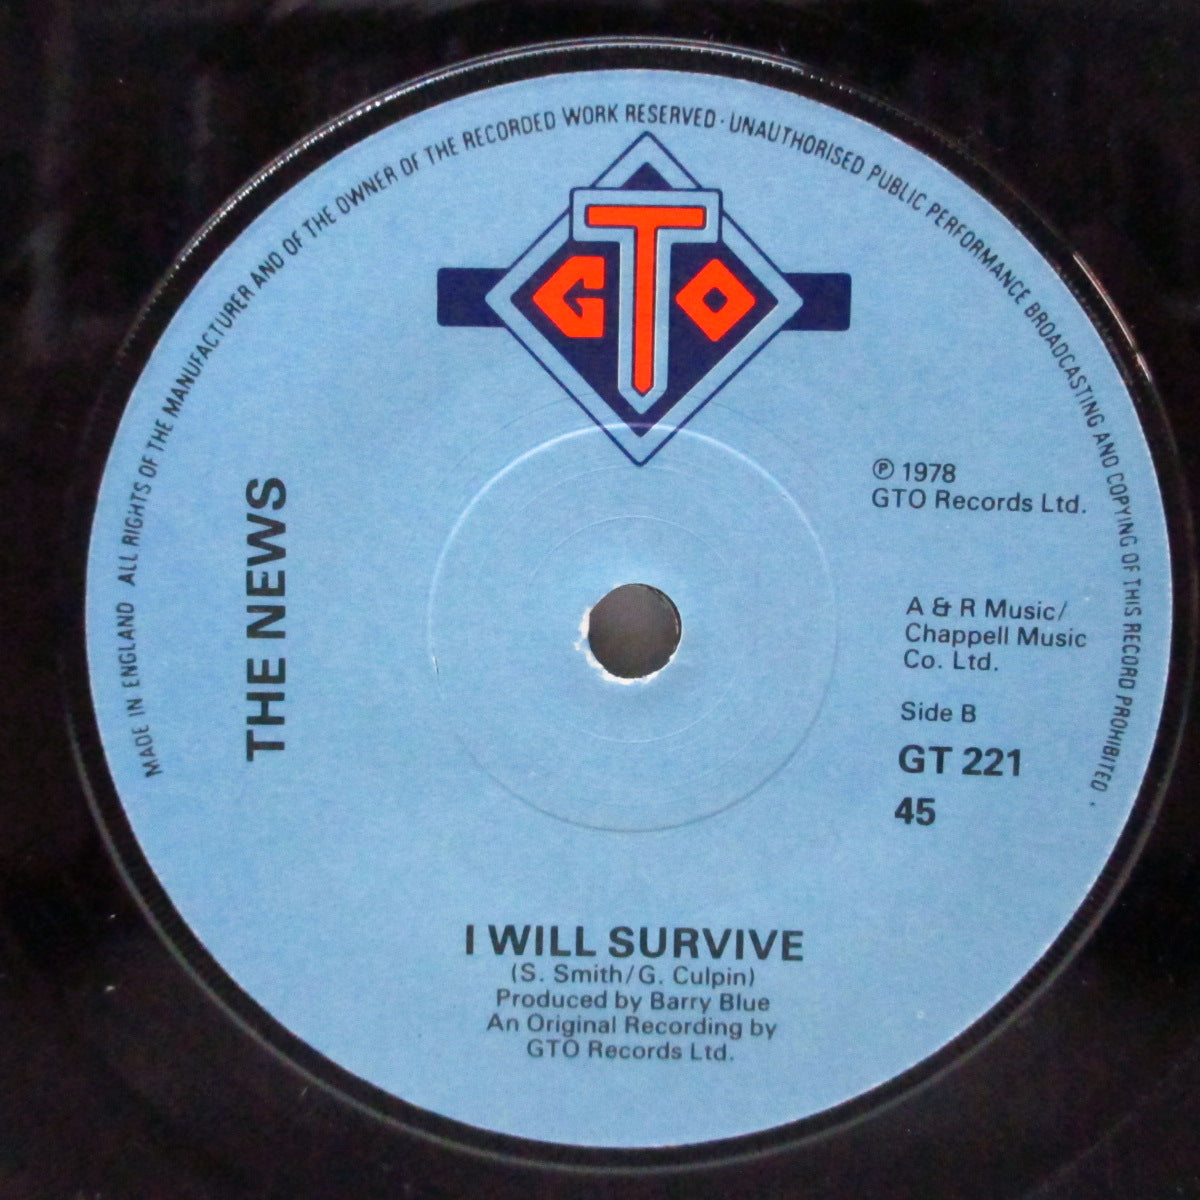 MADE IN ENGLAND ALL RIGHTS OF THE MANUFACTURER AND OF THE OWNER OF THE RECORDED WORK RESERVED · UNAUTHORISED PUBLIC PERFORMANCE BROADCASTING AND COPYING OF THIS RECORD PROHIBITED .
GTO
THE NEWS
℗ 1978
GTO Records Ltd.
A & R Music/
Chappell Music
Co. Ltd.
Side B
GT 221
45
I WILL SURVIVE
(S. Smith/G. Culpin)
Produced by Barry Blue
An Original Recording by
GTO Records Ltd.